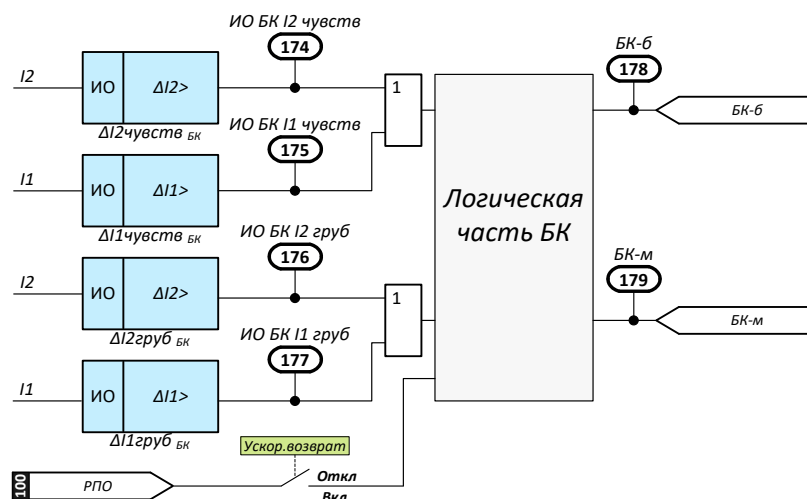 ИО БК I2 чувств
174
I2
ИО
ΔI2>
ΔI2чувств БК
1
ИО БК I1 чувств
175
I1
ИО
ΔI1>
ΔI1чувств БК
ИО БК I2 груб
176
I2
ИО
ΔI2>
ΔI2груб БК
1
ИО БК I1 груб
177
I1
ИО
ΔI1>
ΔI1груб БК
Логическая
часть БК
БК-б
178
БК-б
БК-м
179
БК-м
Ускор.возврат
100
РПО
Откл
Вкл